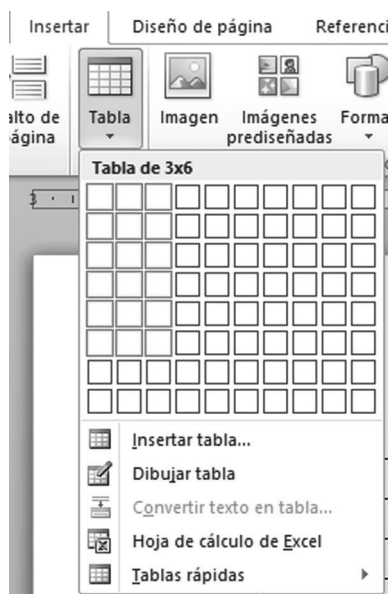 Insertar Diseño de página Referenci
alto de Tabla Imagen Imágenes Forma
ágina prediseñadas
Tabla de 3x6
3
Insertar tabla...
Dibujar tabla
Convertir texto en tabla...
Hoja de cálculo de Excel
Tablas rápidas